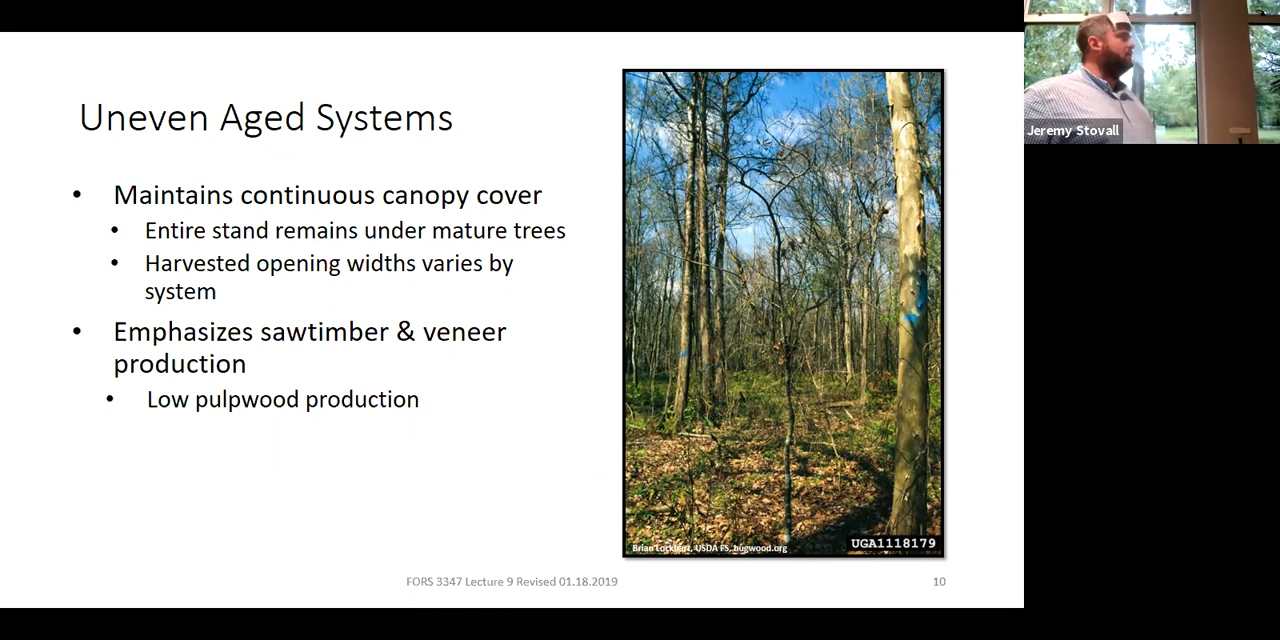 Uneven Aged Systems
• Maintains continuous canopy cover
• Entire stand remains under mature trees
• Harvested opening widths varies by
system
• Emphasizes sawtimber & veneer
production
• Low pulpwood production
Brian Lockhart, USDA FS, bugwood.org
UGA1118179
FORS 3347 Lecture 9 Revised 01.18.2019
10
Jeremy Stovall